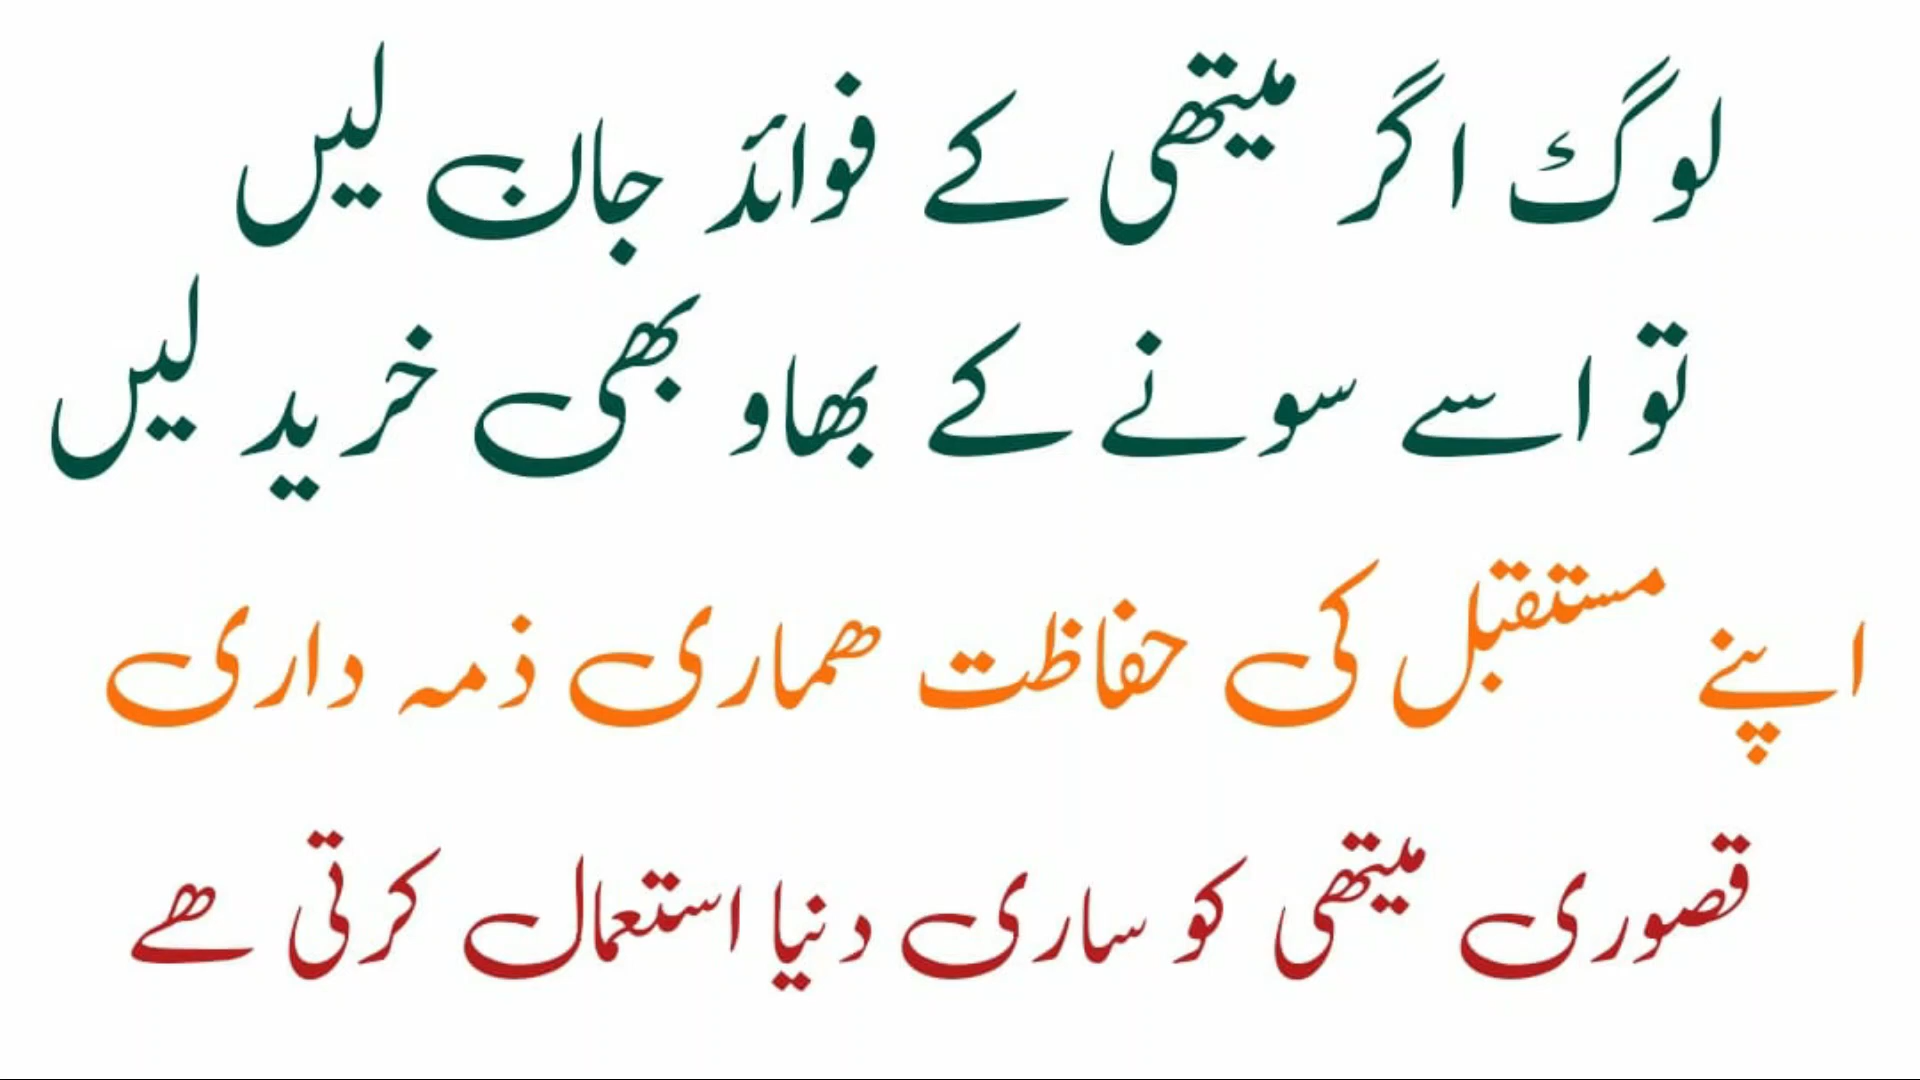 لوگ اگر میتھی کے فوائد جان لیں
تو اسے سونے کے بھاو بھی خرید لیں
اپنے مستقبل کی حفاظت ھماری ذمہ داری
قصوری میتھی کو ساری دنیا استعمال کرتی ھے